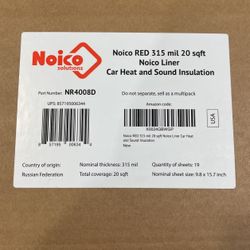 Noico
solutions
Noico RED 315 mil 20 sqft
Noico Liner
Car Heat and Sound Insulation
Part Number: NR4008D
Do not separate, sell as a multipack
UPS: 857195006344
Amazon code:
Noico RED 315 mil 20 sqft Noico Liner Car Heat
and Sound Insulation
New
USA
Country of origin:
Russian Federation
Nominal thickness: 315 mil
Total coverage: 20 sqft
Quantity of sheets: 19
Nominal sheet size: 9.8 x 15.7 inch